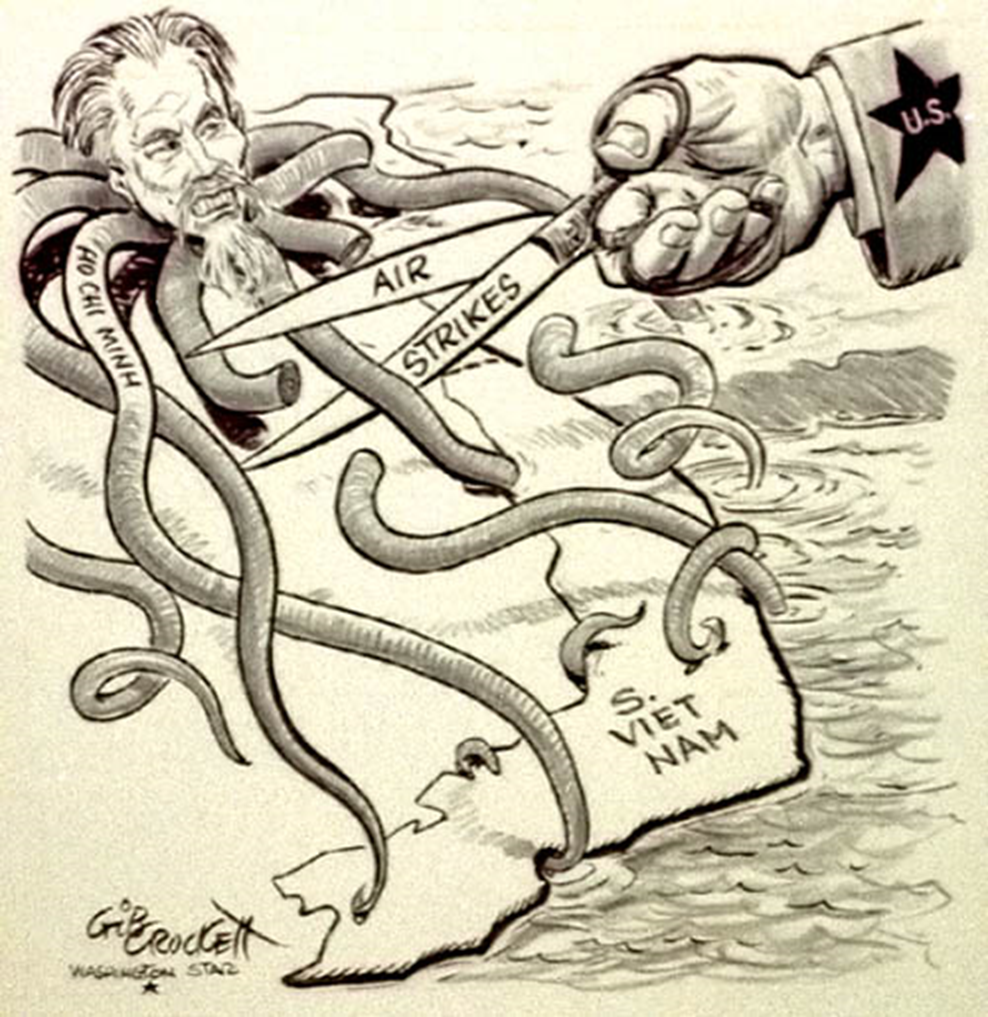 U.S.
HO CHI MINH
AIR
STRIKES
S.
VIET
NAM
GiB
CROCKETT
WASHINGTON STAR